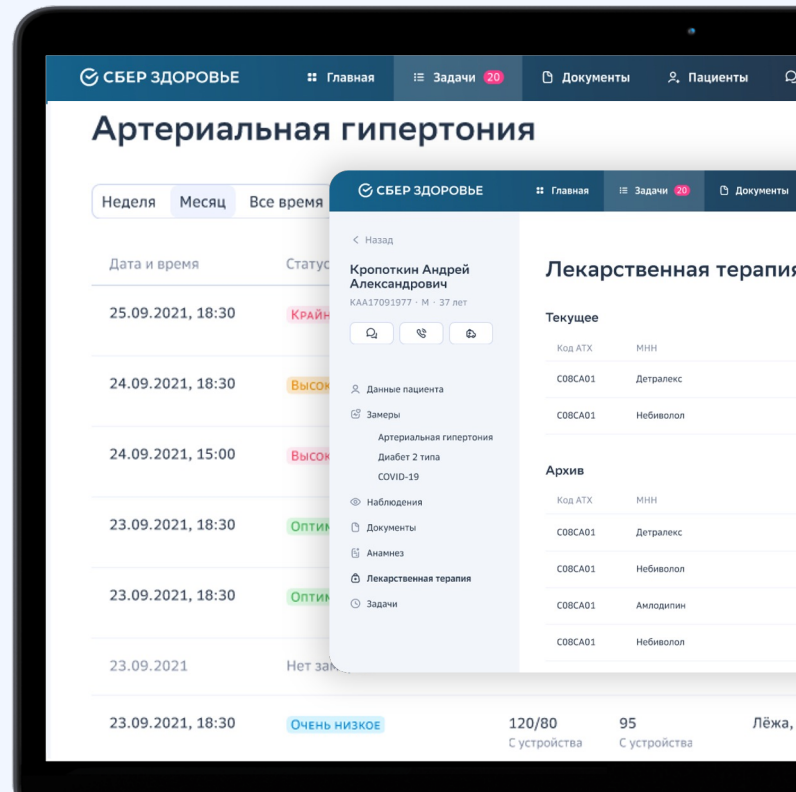 СБЕР ЗДОРОВЬЕ
Главная
Задачи 20
Документы
Пациенты
Артериальная гипертония
Неделя Месяц Все время
Дата и время Статус
25.09.2021, 18:30
24.09.2021, 18:30
24.09.2021, 15:00
23.09.2021, 18:30
23.09.2021, 18:30
23.09.2021 Нет
23.09.2021, 18:30 Очень низкое 120/80 95 Лёжа,
С устройства С устройства
СБЕР ЗДОРОВЬЕ
Главная
Задачи 20
Документы
Назад
Кропоткин Андрей
Александрович
КАА17091977 · М · 37 лет
Данные пациента
Замеры
Артериальная гипертония
Диабет 2 типа
COVID-19
Наблюдения
Документы
Анамнез
Лекарственная терапия
Задачи
Лекарственная терапия
Текущее
Код АТХ МНН
C08CA01 Детралекс
C08CA01 Небиволол
Архив
Код АТХ МНН
C08CA01 Детралекс
C08CA01 Небиволол
C08CA01 Амлодипин
C08CA01 Небиволол